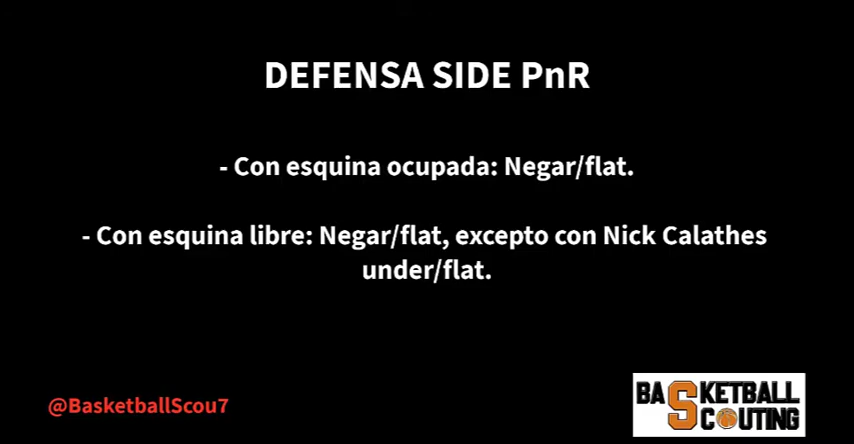 DEFENSA SIDE PnR
- Con esquina ocupada: Negar/flat.
- Con esquina libre: Negar/flat, excepto con Nick Calathes
under/flat.
@BasketballScou7
BASKETBALL
SCOUTING